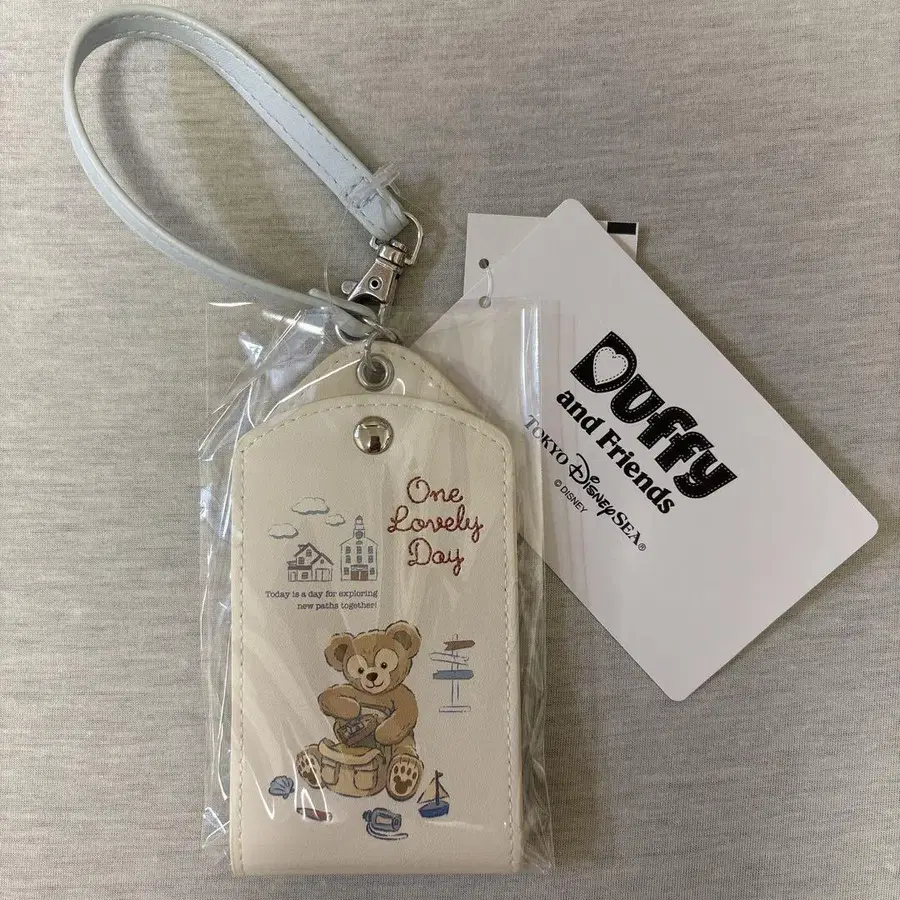 One
Lovely
Day
Today is a day for exploring
new paths together!
Duffy
and Friends
TOKYO DISNEYSEA®
© DISNEY